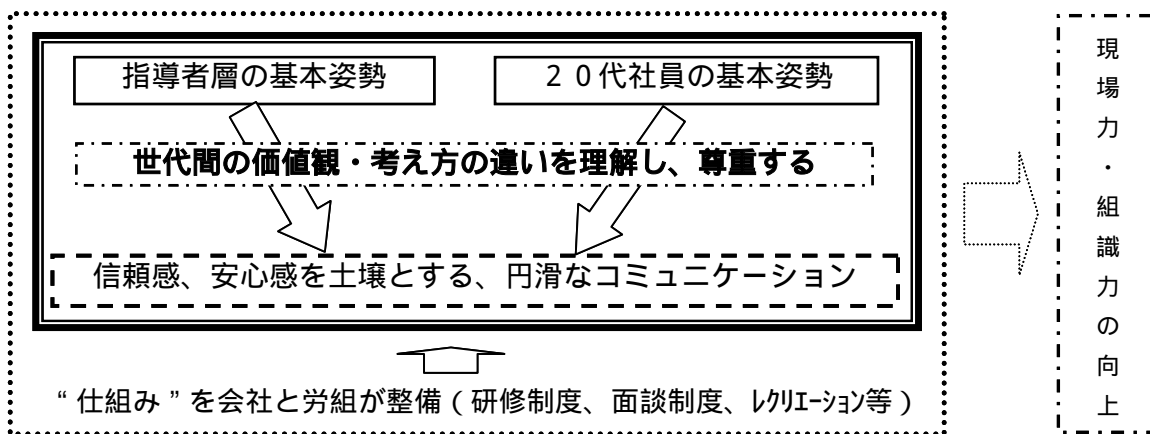 指導者層の基本姿勢
２０代社員の基本姿勢
世代間の価値観・考え方の違いを理解し、尊重する
信頼感、安心感を土壌とする、円滑なコミュニケーション
“仕組み”を会社と労組が整備（研修制度、面談制度、ﾚｸﾘｴｰｼｮﾝ等）
現場力・組織力の向上